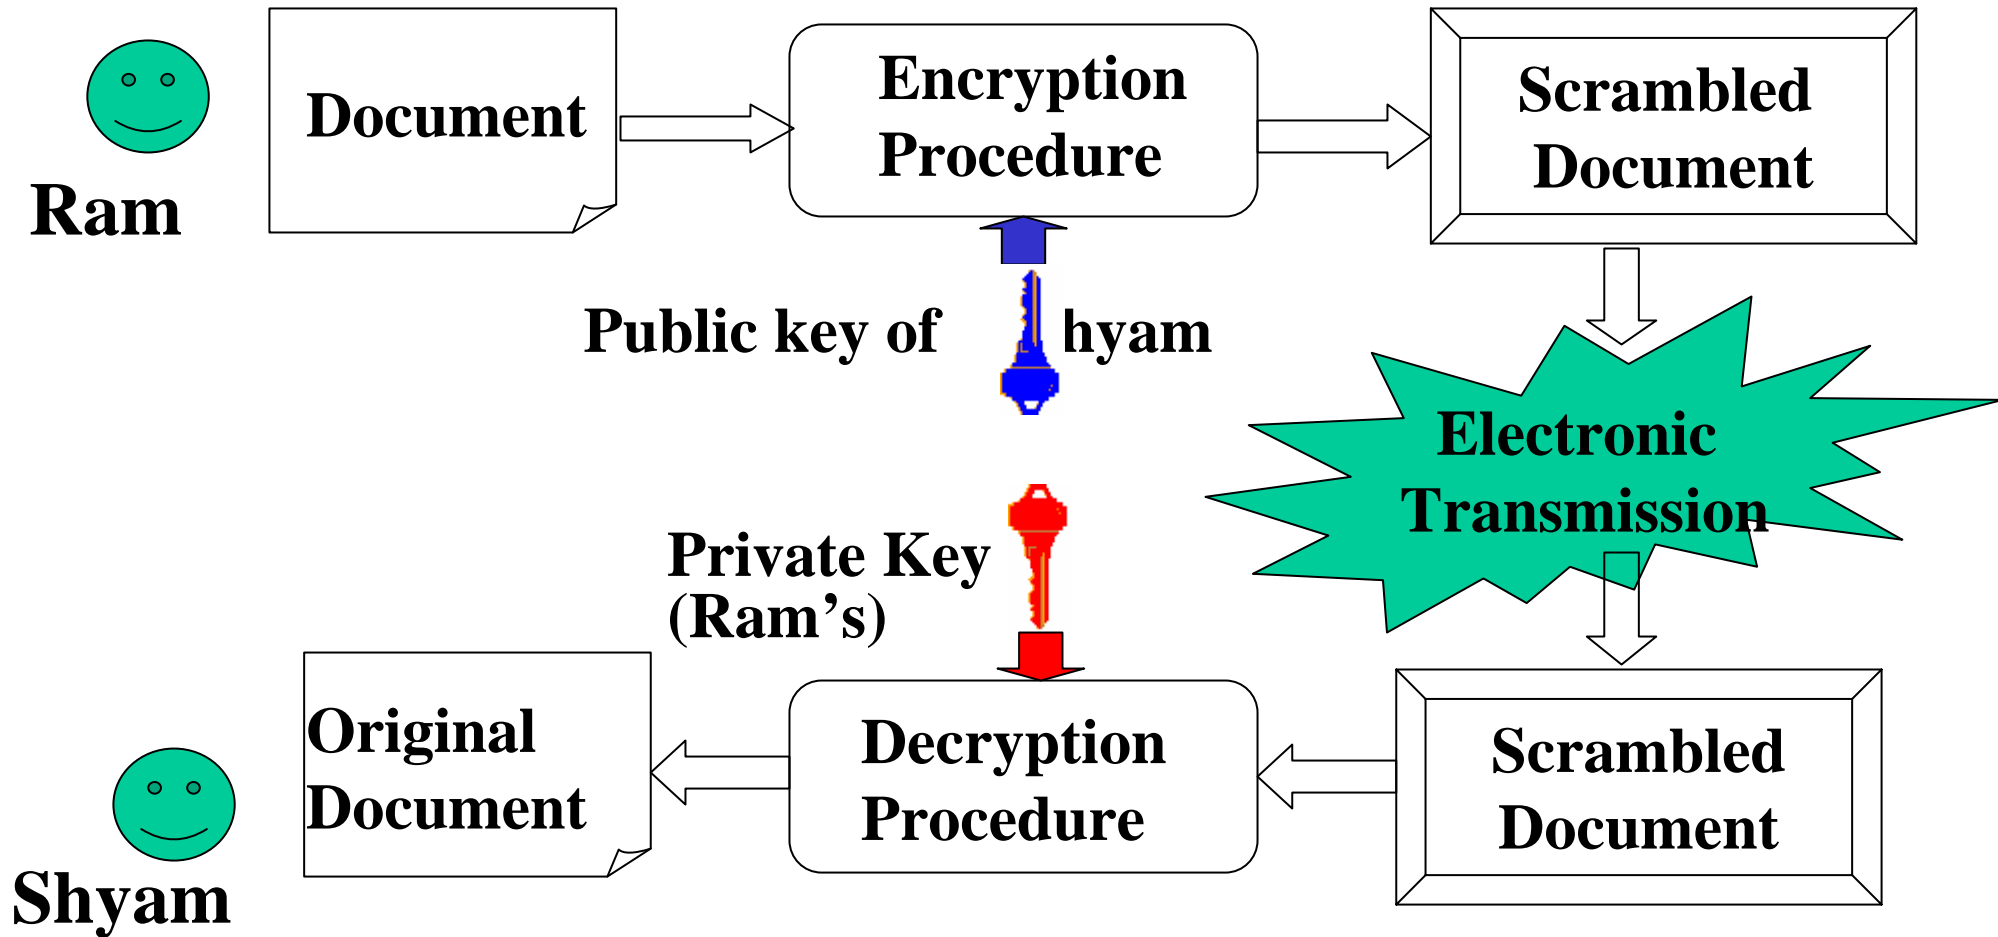 Ram
Document
Encryption
Procedure
Scrambled
Document
Public key of hyam
Electronic
Transmission
Private Key
(Ram’s)
Shyam
Original
Document
Decryption
Procedure
Scrambled
Document